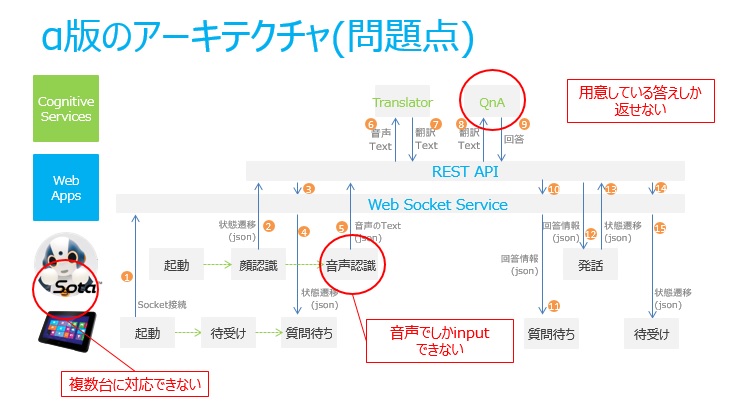 α版のアーキテクチャ(問題点)
Cognitive
Services
Translator
QnA
用意している答えしか
返せない
6
音声
Text
7
翻訳
Text
8
翻訳
Text
9
回答
Web
Apps
REST API
3
10
13
14
Web Socket Service
状態遷移
(json)
2
4
5
音声のText
(json)
回答情報
(json)
12
状態遷移
(json)
15
Sota™
1
起動
顔認識
音声認識
回答情報
(json)
発話
Socket接続
状態遷移
(json)
11
状態遷移
(json)
起動
待受け
質問待ち
音声でしかinput
できない
質問待ち
待受け
複数台に対応できない